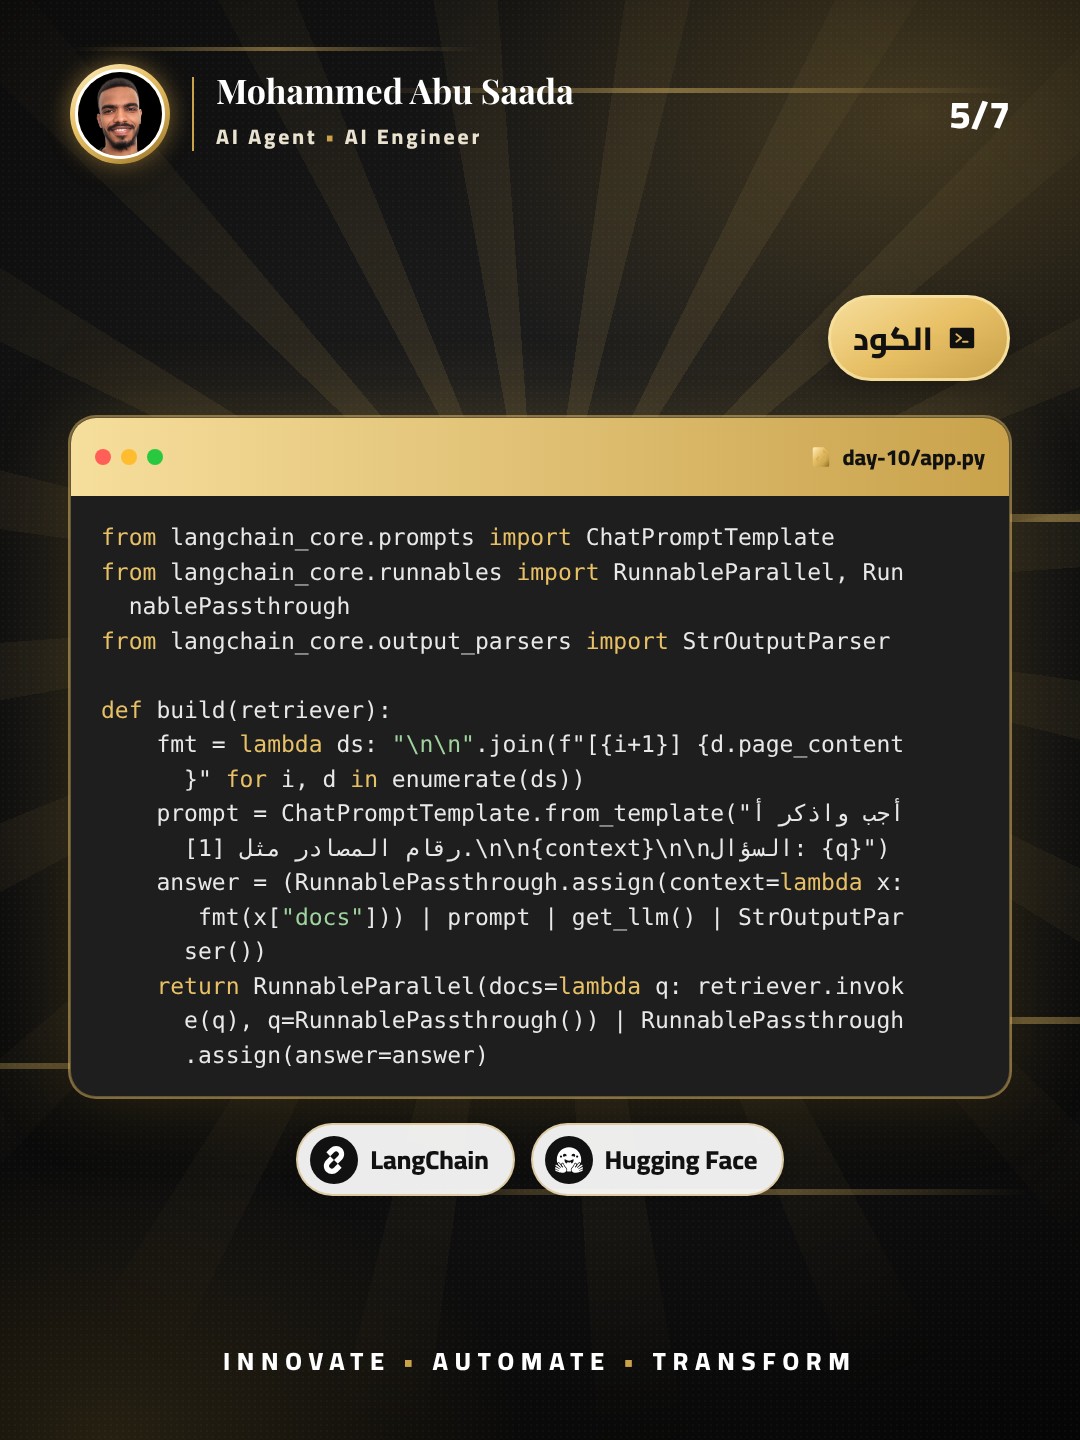 Mohammed Abu Saada
AI Agent ▪ AI Engineer
5/7
الكود
day-10/app.py
from langchain_core.prompts import ChatPromptTemplate
from langchain_core.runnables import RunnableParallel, Run
nablePassthrough
from langchain_core.output_parsers import StrOutputParser
def build(retriever):
fmt = lambda ds: "\n\n".join(f"[{i+1}] {d.page_content
}" for i, d in enumerate(ds))
prompt = ChatPromptTemplate.from_template("أجب واذكر أ
رقام المصادر مثل [1].\n\n{context}\n\nالسؤال: {q}")
answer = (RunnablePassthrough.assign(context=lambda x:
fmt(x["docs"])) | prompt | get_llm() | StrOutputPar
ser())
return RunnableParallel(docs=lambda q: retriever.invok
e(q), q=RunnablePassthrough()) | RunnablePassthrough
.assign(answer=answer)
LangChain
Hugging Face
INNOVATE ▪ AUTOMATE ▪ TRANSFORM